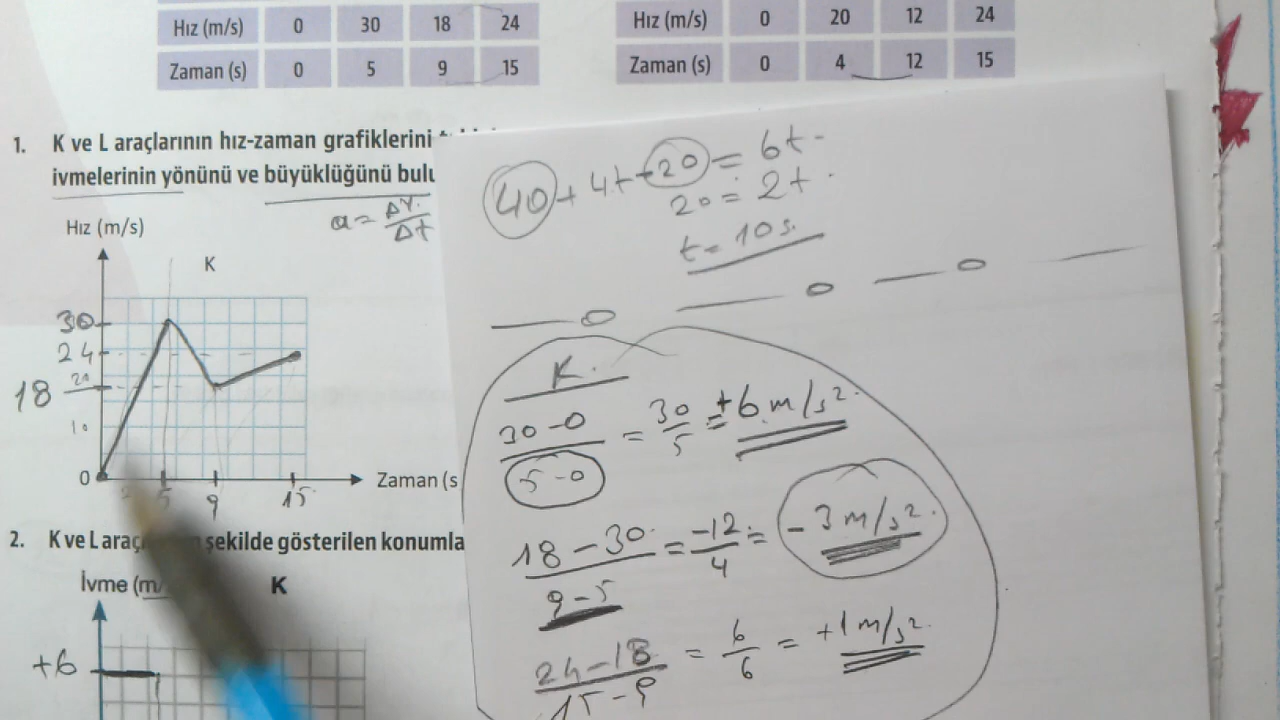 Hız (m/s) 0 30 18 24
Zaman (s) 0 5 9 15
Hız (m/s) 0 20 12 24
Zaman (s) 0 4 12 15
1. K ve L araçlarının hız-zaman grafiklerini
ivmelerinin yönünü ve büyüklüğünü bulu
a = ΔV / Δt
Hız (m/s)
K
30
24
20
18
10
0
5 9 15
Zaman (s
2. K ve L araç şekilde gösterilen konumla
İvme (m/
K
+6
40 + 4t - 20 = 6t
20 = 2t
t = 10 s.
K
30 - 0 / 5 - 0 = 30 / 5 = +6 m/s²
18 - 30 / 9 - 5 = -12 / 4 = -3 m/s²
24 - 18 / 15 - 9 = 6 / 6 = +1 m/s²